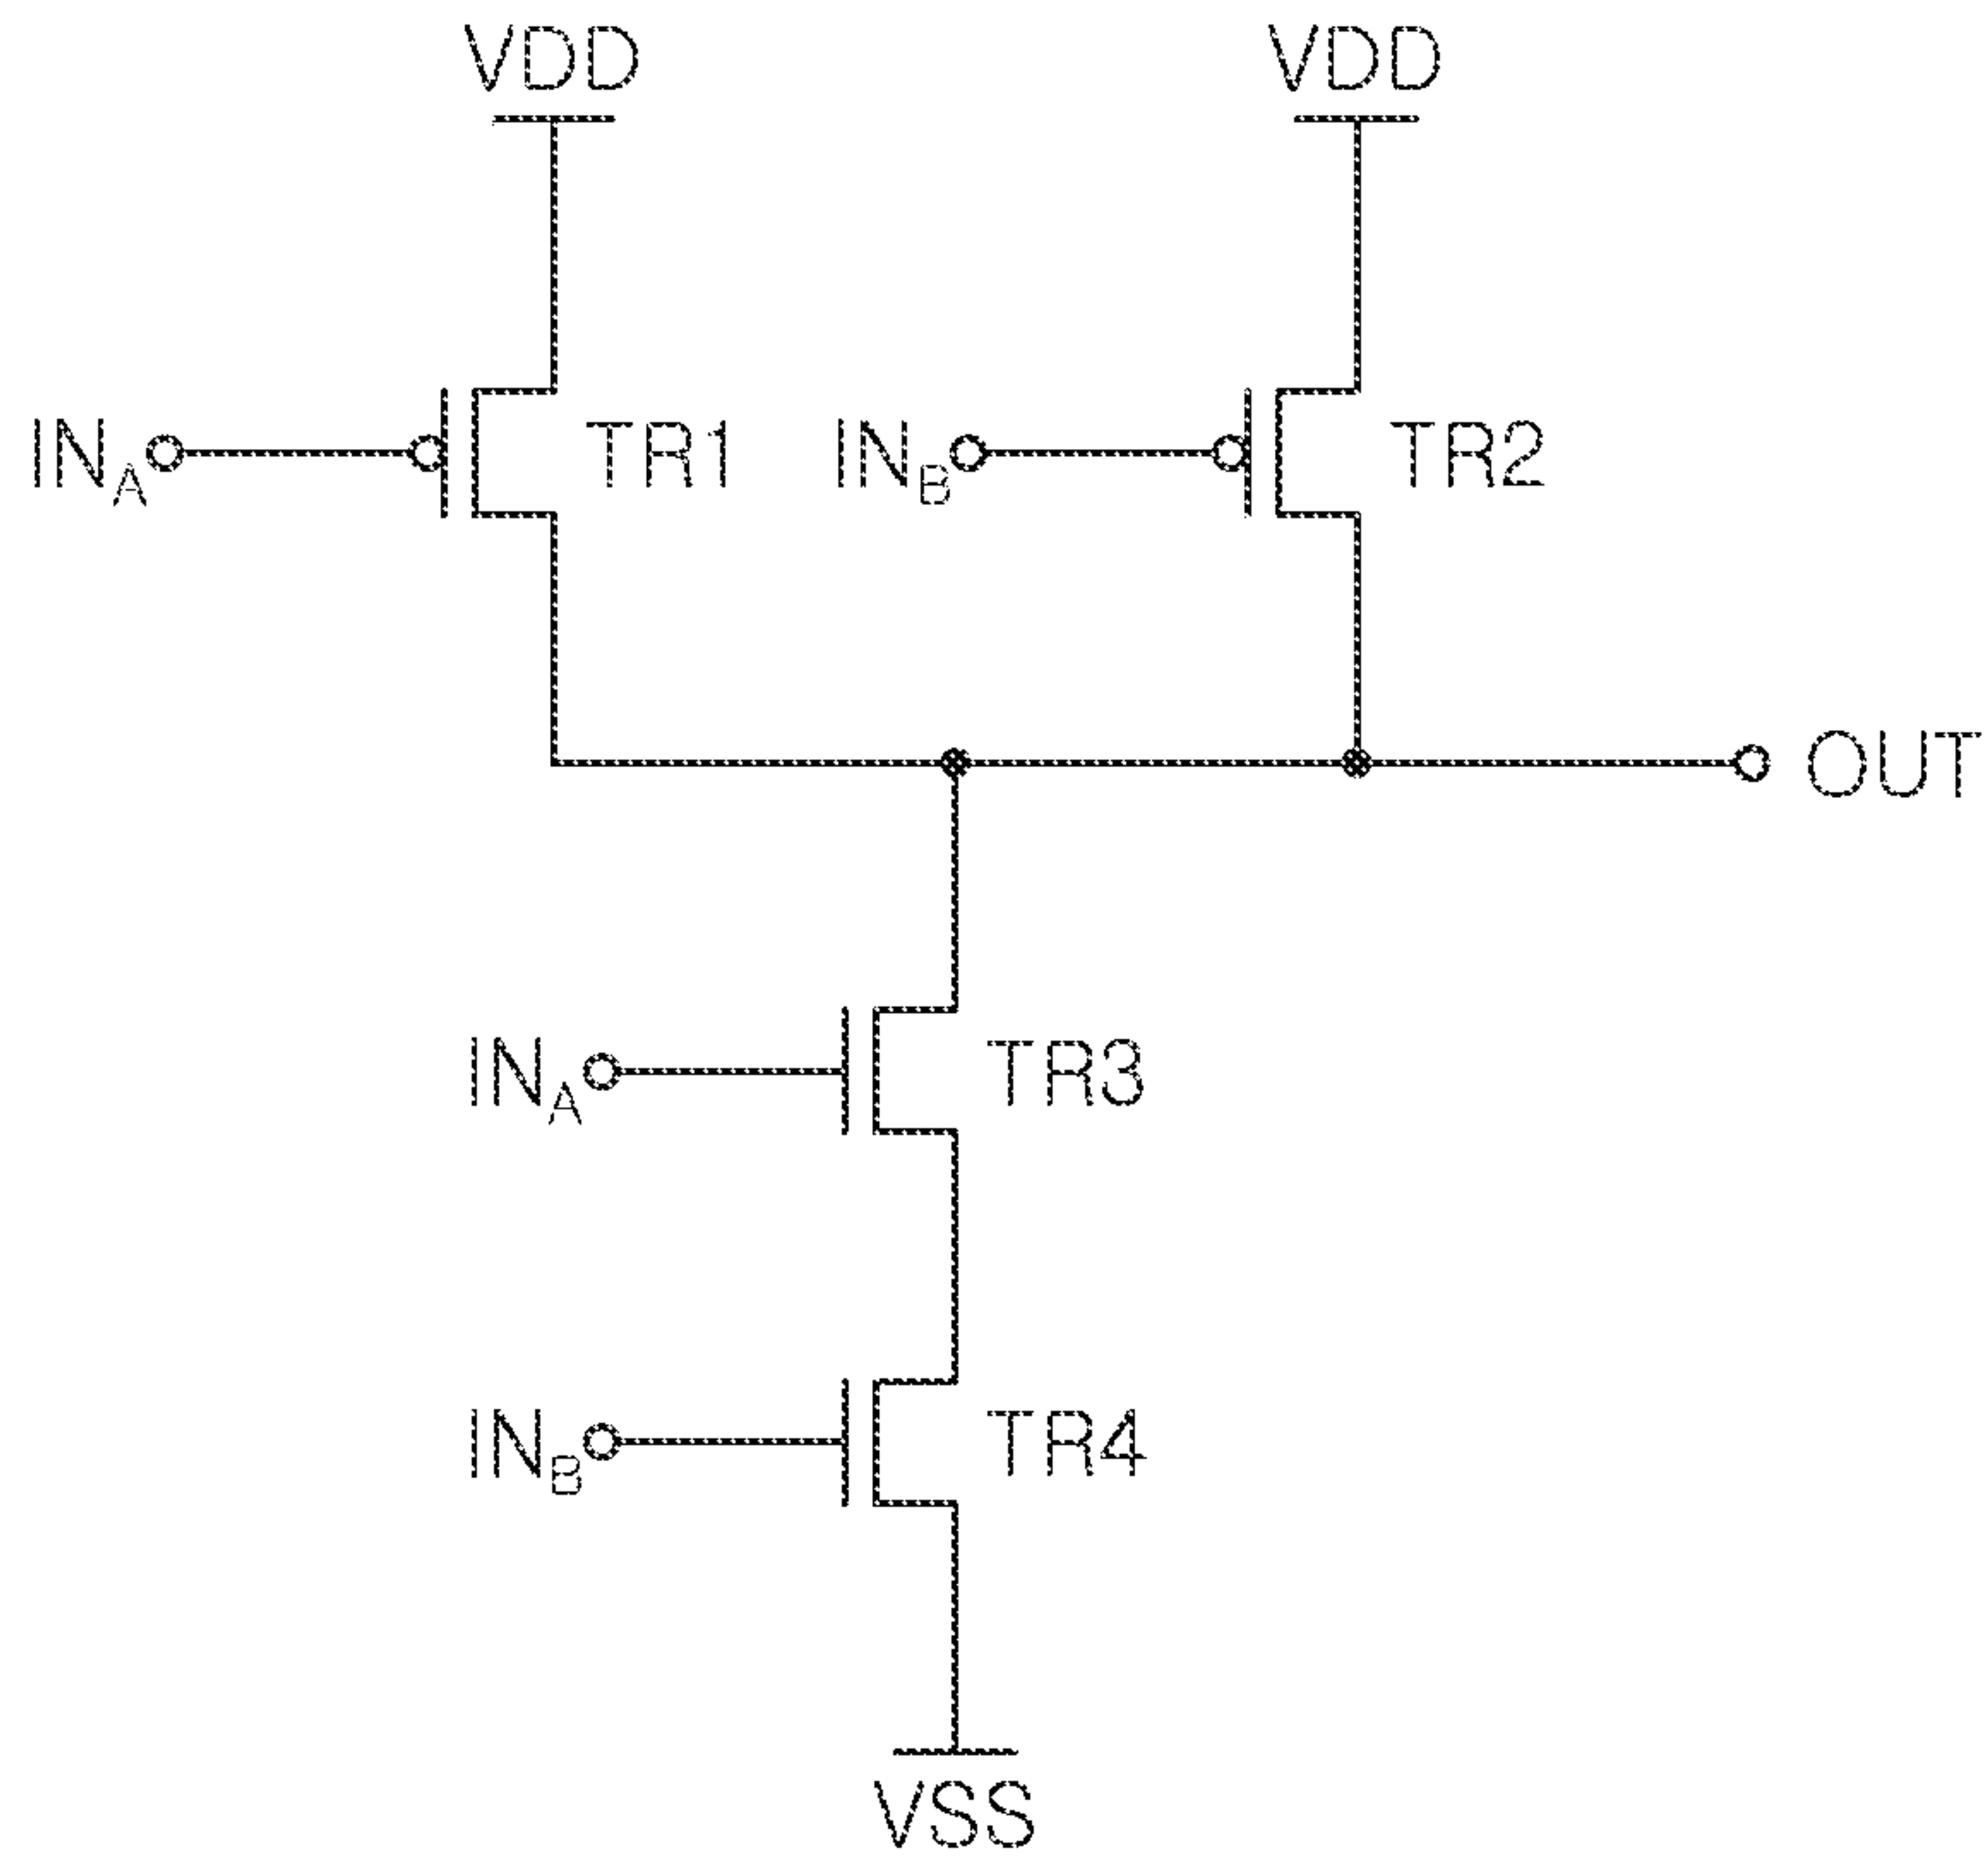 VDD VDD
IN_A TR1 IN_B TR2
OUT
IN_A TR3
IN_B TR4
VSS